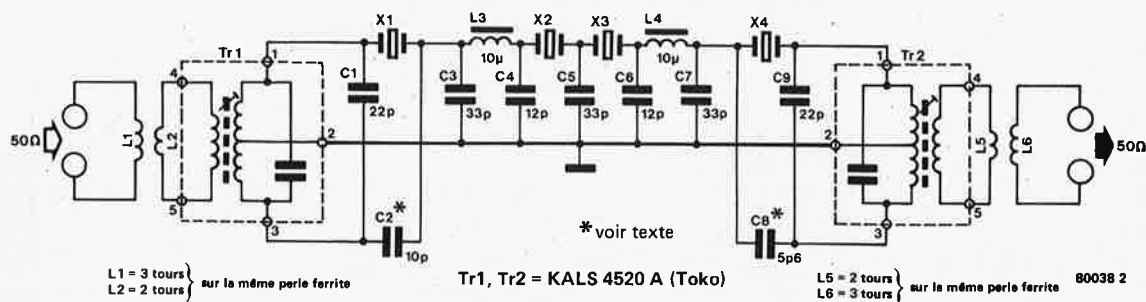 X1
L3
X2
X3
L4
X4
Tr1
1
10μ
10μ
1
Tr2
4
C1
C3
C4
C5
C6
C7
C9
4
22p
33p
12p
33p
12p
33p
22p
50Ω
L1
L2
2
2
L5
L6
50Ω
5
3
C2*
10p
*voir texte
C8*
5p6
3
5
L1 = 3 tours
L2 = 2 tours
sur la même perle ferrite
Tr1, Tr2 = KALS 4520 A (Toko)
L5 = 2 tours
L6 = 3 tours
sur la même perle ferrite
80038 2